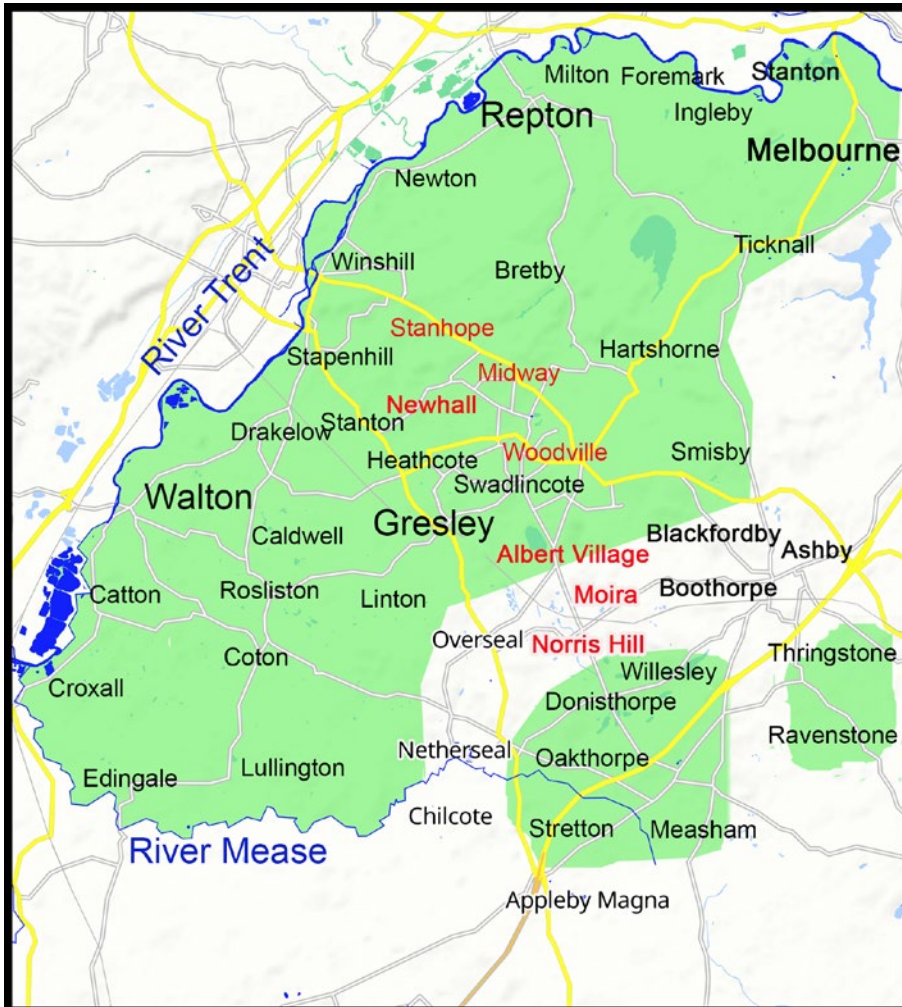 Milton
Foremark
Stanton
Repton
Ingleby
Melbourne
Newton
Ticknall
Winshill
Bretby
River Trent
Stanhope
Stapenhill
Hartshorne
Midway
Newhall
Stanton
Drakelow
Woodville
Smisby
Heathcote
Swadlincote
Walton
Gresley
Caldwell
Blackfordby
Albert Village
Ashby
Catton
Rosliston
Linton
Moira
Boothorpe
Overseal
Norris Hill
Coton
Willesley
Thringstone
Croxall
Donisthorpe
Ravenstone
Netherseal
Oakthorpe
Edingale
Lullington
Chilcote
Stretton
Measham
River Mease
Appleby Magna